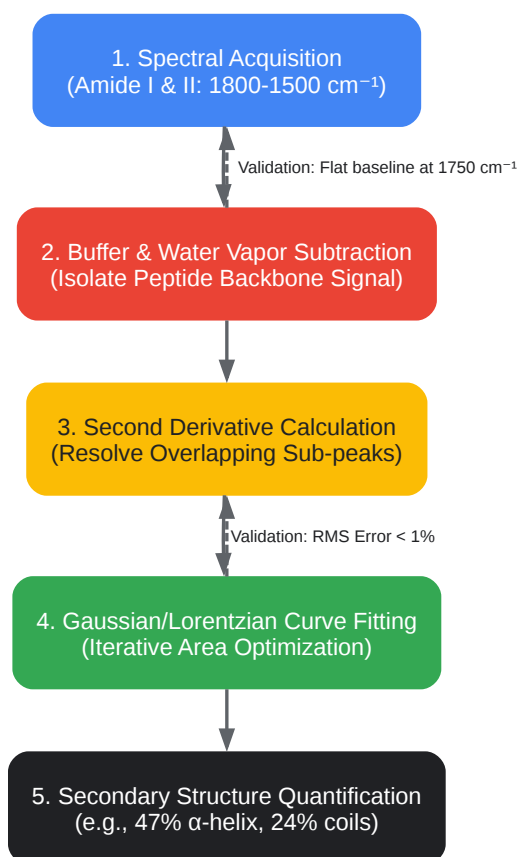 1. Spectral Acquisition
(Amide I & II: 1800-1500 cm⁻¹)
Validation: Flat baseline at 1750 cm⁻¹
2. Buffer & Water Vapor Subtraction
(Isolate Peptide Backbone Signal)
3. Second Derivative Calculation
(Resolve Overlapping Sub-peaks)
Validation: RMS Error < 1%
4. Gaussian/Lorentzian Curve Fitting
(Iterative Area Optimization)
5. Secondary Structure Quantification
(e.g., 47% α-helix, 24% coils)